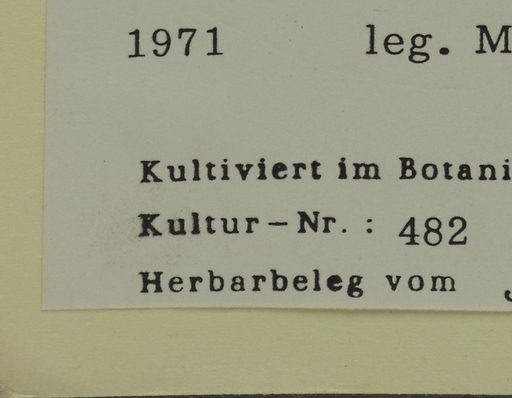 1971 leg. M
Kultiviert im Botani
Kultur-Nr. : 482
Herbarbeleg vom